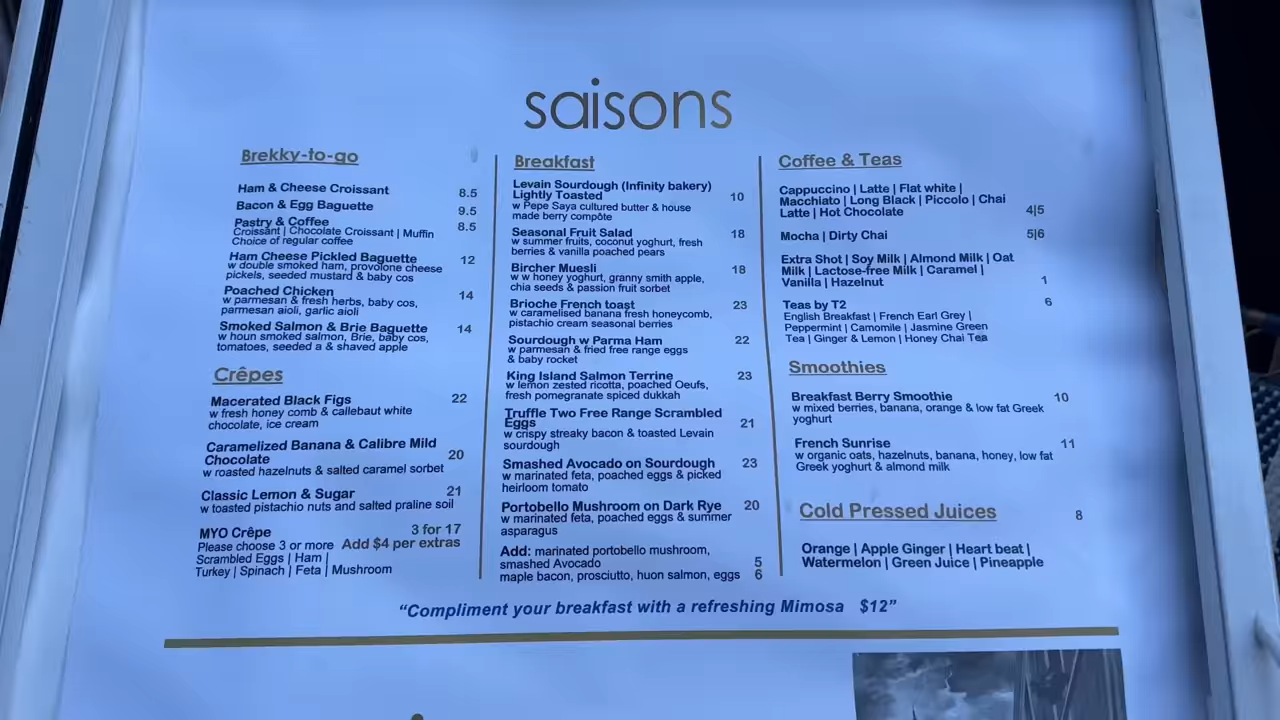 saisons
Brekky-to-go
Ham & Cheese Croissant 8.5
Bacon & Egg Baguette 9.5
Pastry & Coffee 8.5
Croissant | Chocolate Croissant | Muffin
Choice of regular coffee
Ham Cheese Pickled Baguette 12
w double smoked ham, provolone cheese
pickels, seeded mustard & baby cos
Poached Chicken 14
w parmesan & fresh herbs, baby cos,
parmesan aioli, garlic aioli
Smoked Salmon & Brie Baguette 14
w houn smoked salmon, Brie, baby cos,
tomatoes, seeded a & shaved apple
Crêpes
Macerated Black Figs 22
w fresh honey comb & callebaut white
chocolate, ice cream
Caramelized Banana & Calibre Mild
Chocolate 20
w roasted hazelnuts & salted caramel sorbet
Classic Lemon & Sugar 21
w toasted pistachio nuts and salted praline soil
MYO Crêpe 3 for 17
Please choose 3 or more Add $4 per extras
Scrambled Eggs | Ham |
Turkey | Spinach | Feta | Mushroom
Breakfast
Levain Sourdough (Infinity bakery)
Lightly Toasted 10
w Pepe Saya cultured butter & house
made berry compôte
Seasonal Fruit Salad 18
w summer fruits, coconut yoghurt, fresh
berries & vanilla poached pears
Bircher Muesli 18
w w honey yoghurt, granny smith apple,
chia seeds & passion fruit sorbet
Brioche French toast 23
w caramelised banana fresh honeycomb,
pistachio cream seasonal berries
Sourdough w Parma Ham 22
w parmesan & fried free range eggs
& baby rocket
King Island Salmon Terrine 23
w lemon zested ricotta, poached Oeufs,
fresh pomegranate spiced dukkah
Truffle Two Free Range Scrambled
Eggs 21
w crispy streaky bacon & toasted Levain
sourdough
Smashed Avocado on Sourdough 23
w marinated feta, poached eggs & picked
heirloom tomato
Portobello Mushroom on Dark Rye 20
w marinated feta, poached eggs & summer
asparagus
Add: marinated portobello mushroom,
smashed Avocado 5
maple bacon, prosciutto, huon salmon, eggs 6
Coffee & Teas
Cappuccino | Latte | Flat white |
Macchiato | Long Black | Piccolo | Chai
Latte | Hot Chocolate 4|5
Mocha | Dirty Chai 5|6
Extra Shot | Soy Milk | Almond Milk | Oat
Milk | Lactose-free Milk | Caramel |
Vanilla | Hazelnut 1
Teas by T2 6
English Breakfast | French Earl Grey |
Peppermint | Camomile | Jasmine Green
Tea | Ginger & Lemon | Honey Chai Tea
Smoothies
Breakfast Berry Smoothie 10
w mixed berries, banana, orange & low fat Greek
yoghurt
French Sunrise 11
w organic oats, hazelnuts, banana, honey, low fat
Greek yoghurt & almond milk
Cold Pressed Juices 8
Orange | Apple Ginger | Heart beat |
Watermelon | Green Juice | Pineapple
“Compliment your breakfast with a refreshing Mimosa $12”